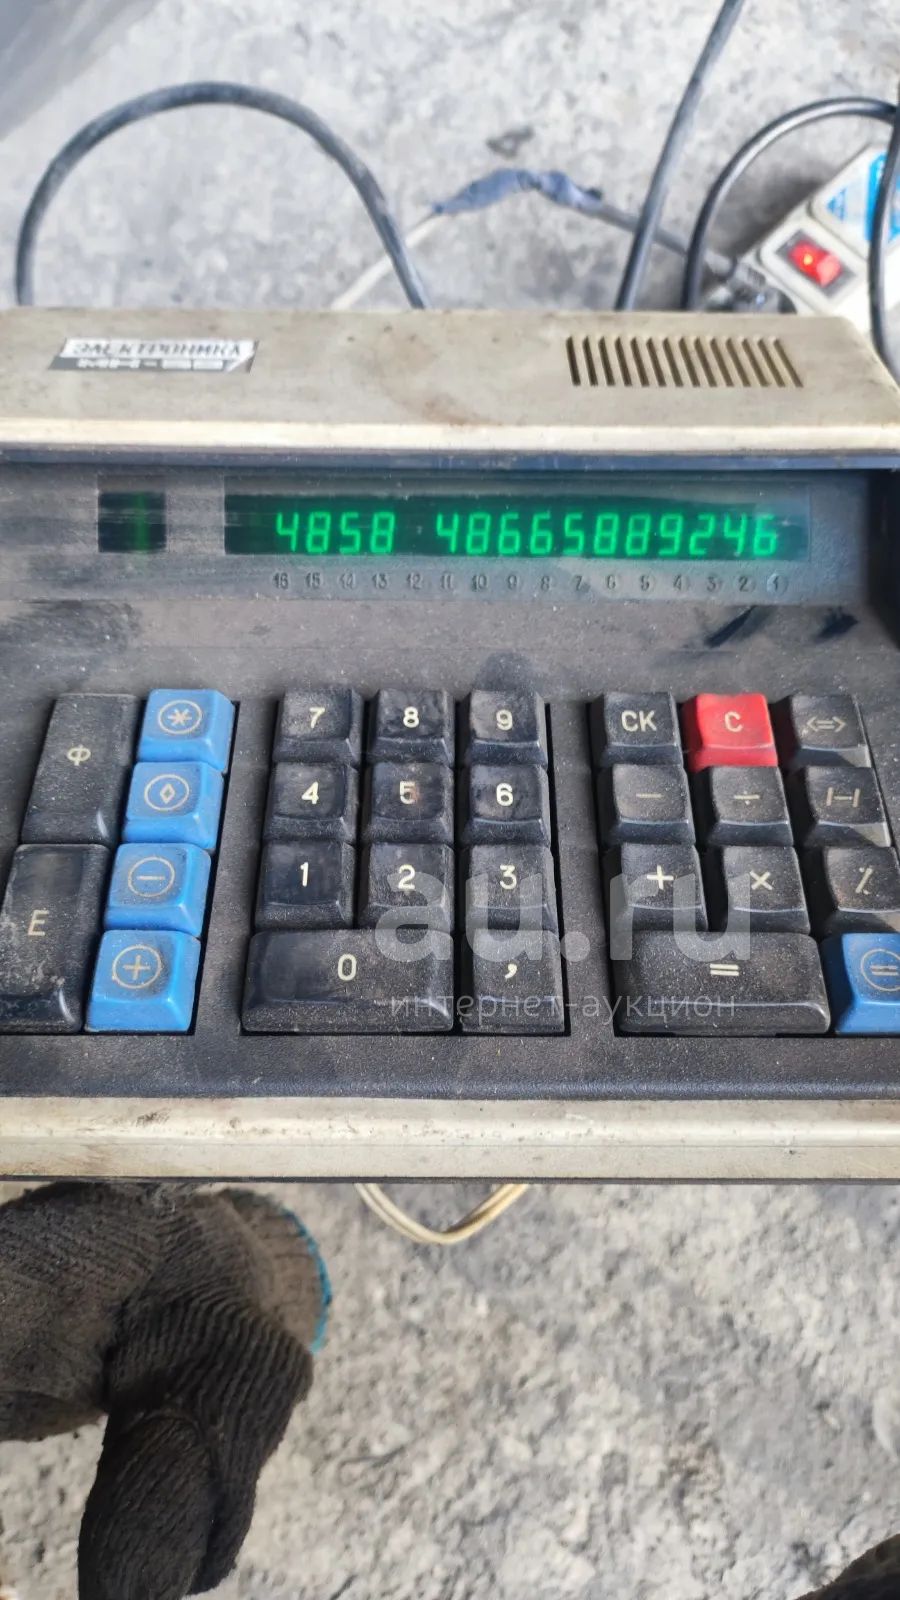 ЭЛЕКТРОНИКА
4858 48665889246
16 15 14 13 12 11 10 9 8 7 6 5 4 3 2 1
7 8 9 СК С <=>
Ф * 4 5 6 − ÷ |−|
◊ 1 2 3 + × ٪
Е − 0 , = =
+
au.ru
интернет-аукцион